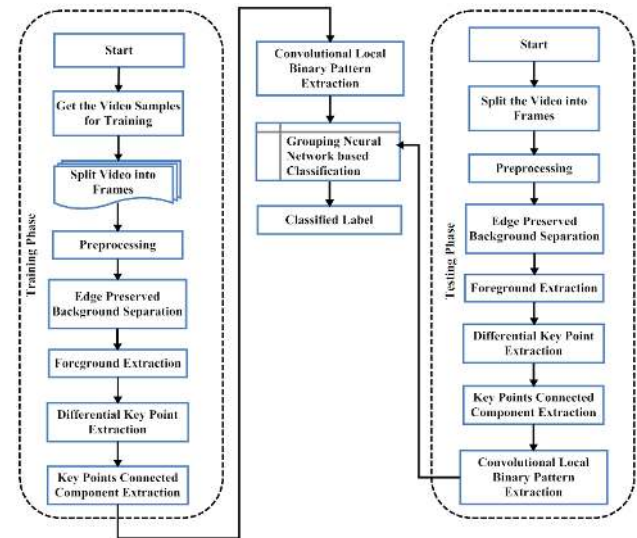 Training Phase
Start
Get the Video Samples
for Training
Split Video into
Frames
Preprocessing
Edge Preserved
Background Separation
Foreground Extraction
Differential Key Point
Extraction
Key Points Connected
Component Extraction
Convolutional Local
Binary Pattern
Extraction
Grouping Neural
Network based
Classification
Classified Label
Testing Phase
Start
Split the Video into
Frames
Preprocessing
Edge Preserved
Background Separation
Foreground Extraction
Differential Key Point
Extraction
Key Points Connected
Component Extraction
Convolutional Local
Binary Pattern
Extraction